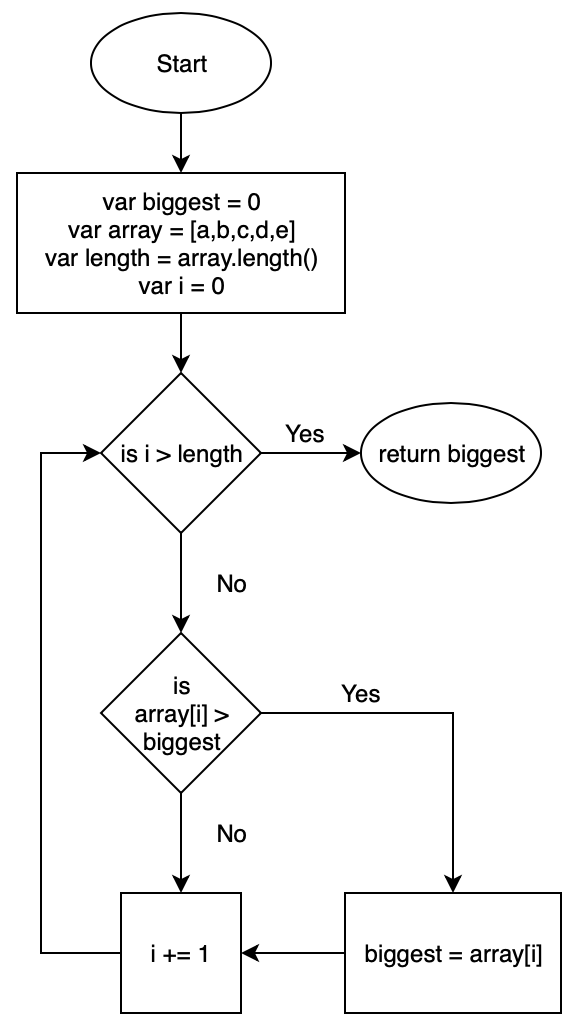 Start
var biggest = 0
var array = [a,b,c,d,e]
var length = array.length()
var i = 0
is i > length
Yes
return biggest
No
is
array[i] >
biggest
Yes
No
i += 1
biggest = array[i]